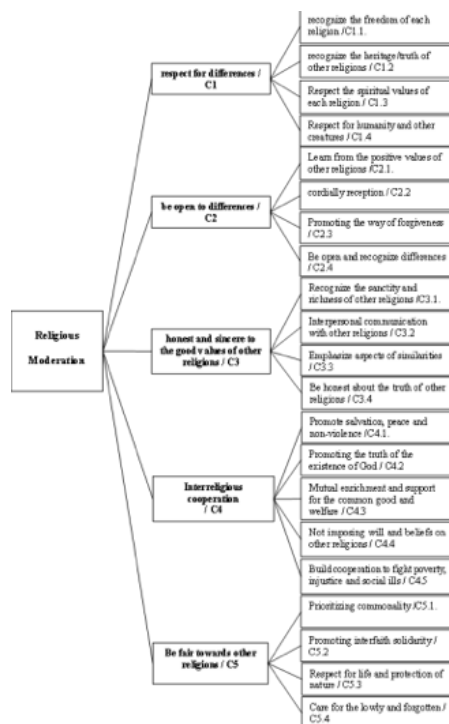 recognize the freedom of each
religion /C1.1.
recognize the heritage/truth of
other religions / C1.2
respect for differences /
C1
Respect the spiritual values of
each religion / C1.3
Respect for humanity and other
creatures / C1.4
Learn from the positive values of
other religions /C2.1.
cordially reception / C2.2
be open to differences /
C2
Promoting the way of forgiveness
/ C2.3
Be open and recognize differences
/ C2.4
Recognize the sanctity and
richness of other religions /C3.1.
Religious
Moderation
honest and sincere to
the good values of other
religions / C3
Interpersonal communication
with other religions / C3.2
Emphasize aspects of similarities
/ C3.3
Be honest about the truth of other
religions / C3.4
Promote salvation, peace and
non-violence /C4.1.
Promoting the truth of the
existence of God / C4.2
Interreligious
cooperation
/ C4
Mutual enrichment and support
for the common good and
welfare / C4.3
Not imposing will and beliefs on
other religions / C4.4
Build cooperation to fight poverty,
injustice and social ills / C4.5
Prioritizing commonality /C5.1.
Be fair towards other
religions / C5
Promoting interfaith solidarity /
C5.2
Respect for life and protection of
nature / C5.3
Care for the lowly and forgotten /
C5.4